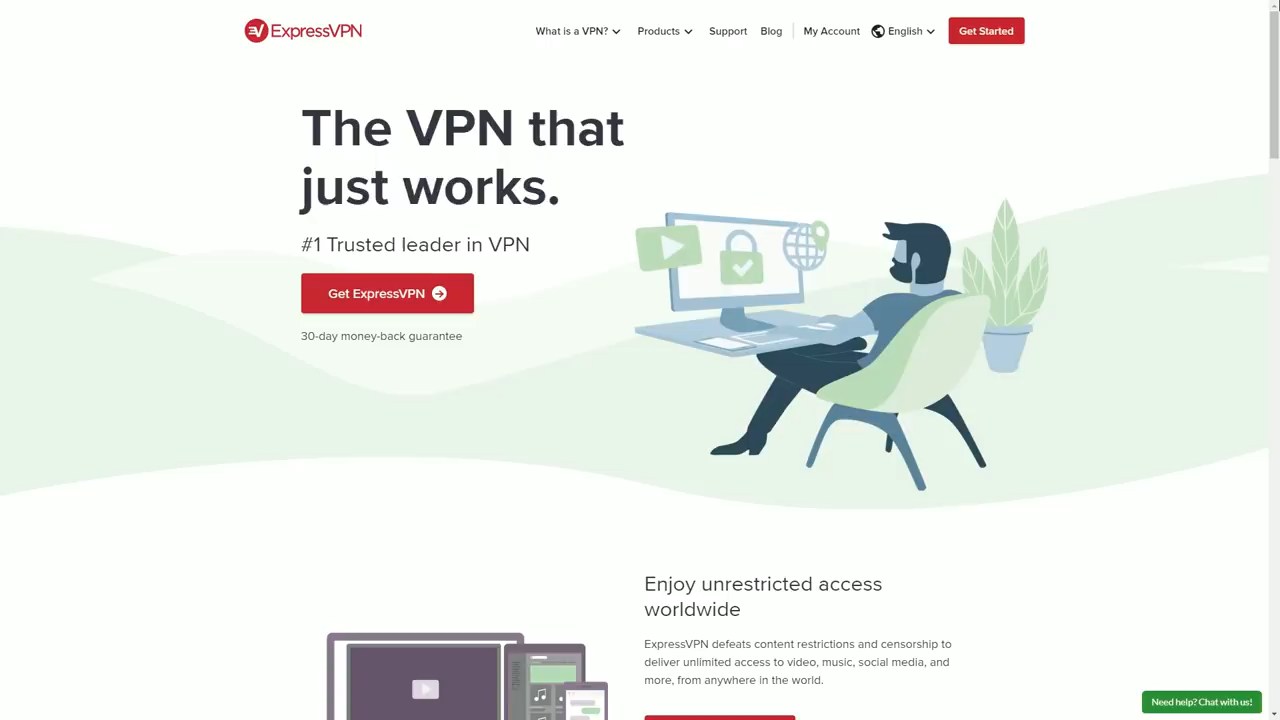 ExpressVPN
What is a VPN?
Products
Support
Blog
My Account
English
Get Started
The VPN that
just works.
#1 Trusted leader in VPN
Get ExpressVPN
30-day money-back guarantee
Enjoy unrestricted access
worldwide
ExpressVPN defeats content restrictions and censorship to
deliver unlimited access to video, music, social media, and
more, from anywhere in the world.
Need help? Chat with us!